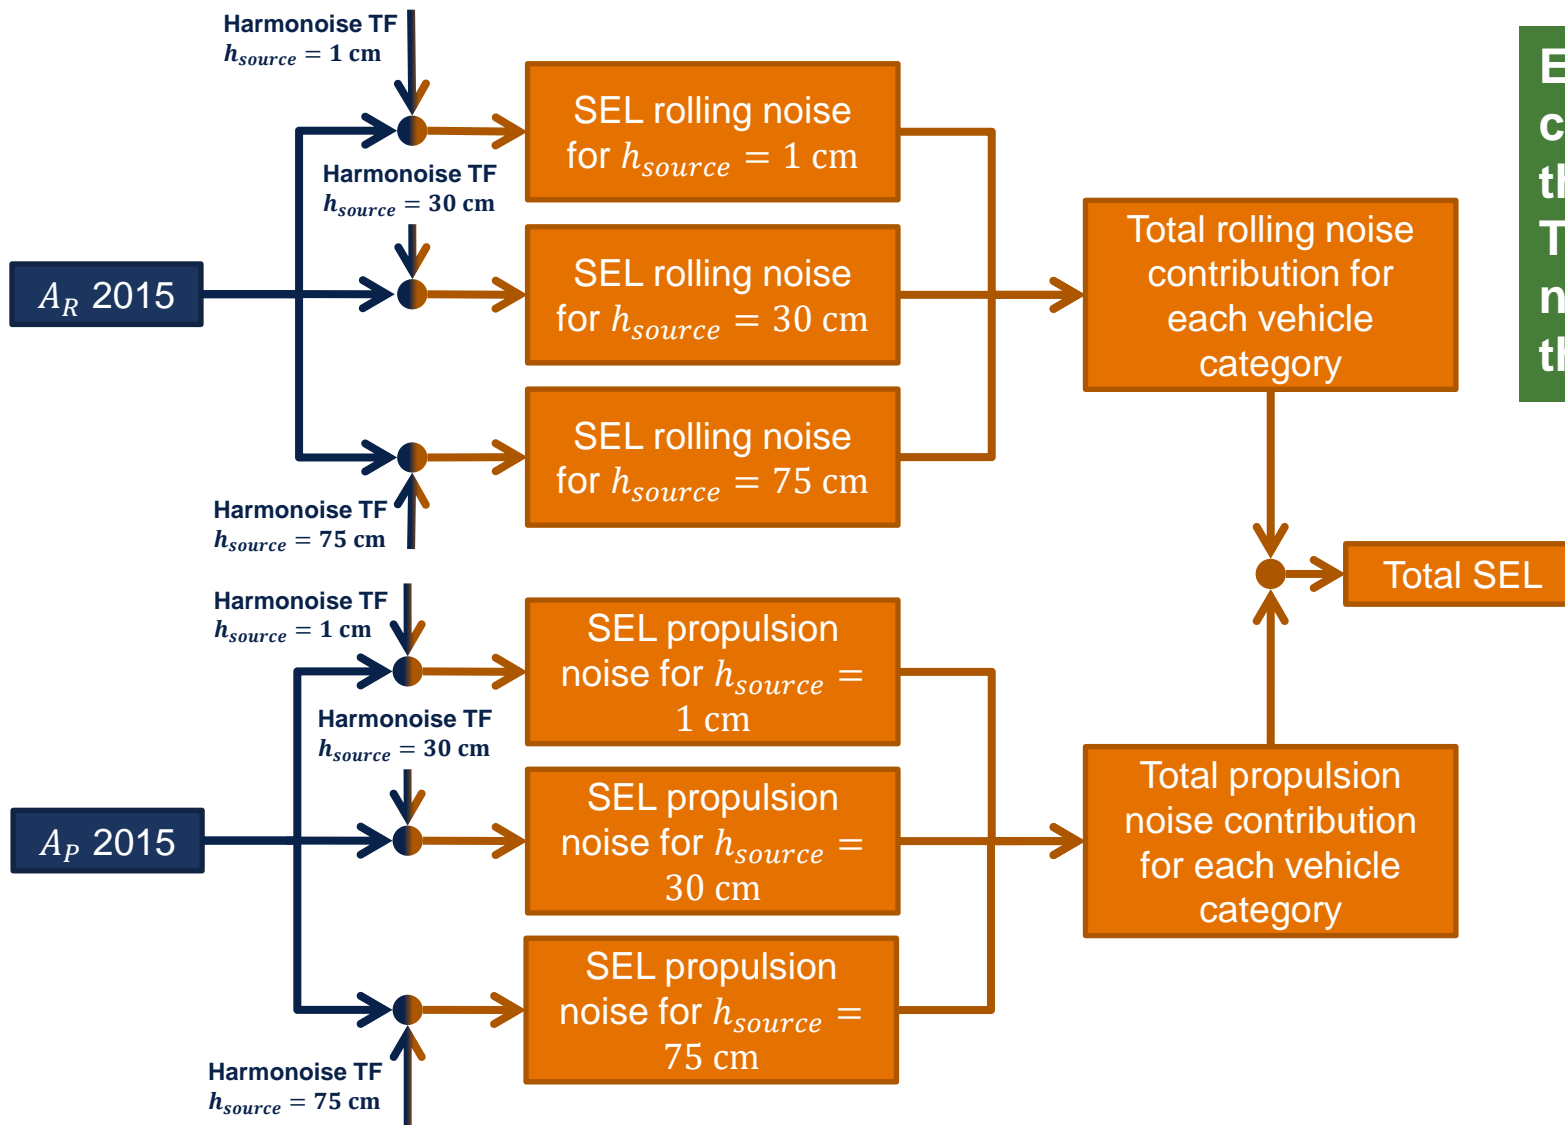 Harmonoise TF
h_source = 1 cm
SEL rolling noise
for h_source = 1 cm
Harmonoise TF
h_source = 30 cm
A_R 2015
SEL rolling noise
for h_source = 30 cm
Total rolling noise
contribution for
each vehicle
category
SEL rolling noise
for h_source = 75 cm
Harmonoise TF
h_source = 75 cm
Total SEL
Harmonoise TF
h_source = 1 cm
SEL propulsion
noise for h_source =
1 cm
Harmonoise TF
h_source = 30 cm
A_P 2015
SEL propulsion
noise for h_source =
30 cm
Total propulsion
noise contribution
for each vehicle
category
SEL propulsion
noise for h_source =
75 cm
Harmonoise TF
h_source = 75 cm